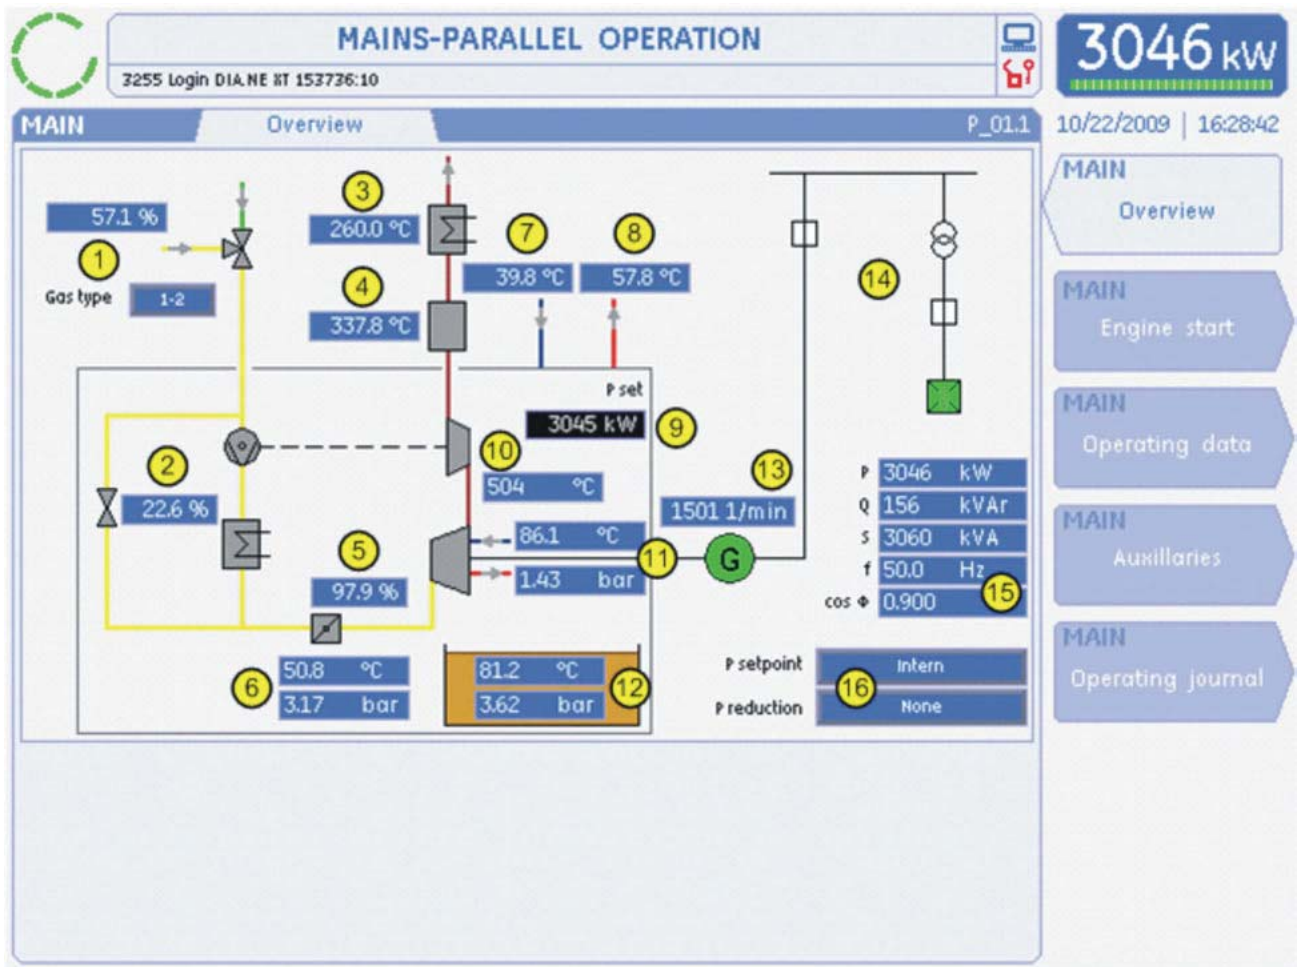 MAINS-PARALLEL OPERATION
3255 Login DIA.NE XT 153736:10
3046 kW
MAIN
Overview
P_01.1
10/22/2009 | 16:28:42
57.1 %
1
Gas type
1-2
3
260.0 °C
4
337.8 °C
7
39.8 °C
8
57.8 °C
14
P set
3045 kW
9
2
22.6 %
10
504 °C
13
1501 1/min
86.1 °C
11
1.43 bar
G
5
97.9 %
6
50.8 °C
3.17 bar
81.2 °C
3.62 bar
12
P 3046 kW
Q 156 kVAr
S 3060 kVA
f 50.0 Hz
cos Φ 0.900
15
P setpoint
Intern
16
P reduction
None
MAIN
Overview
MAIN
Engine start
MAIN
Operating data
MAIN
Auxillaries
MAIN
Operating journal